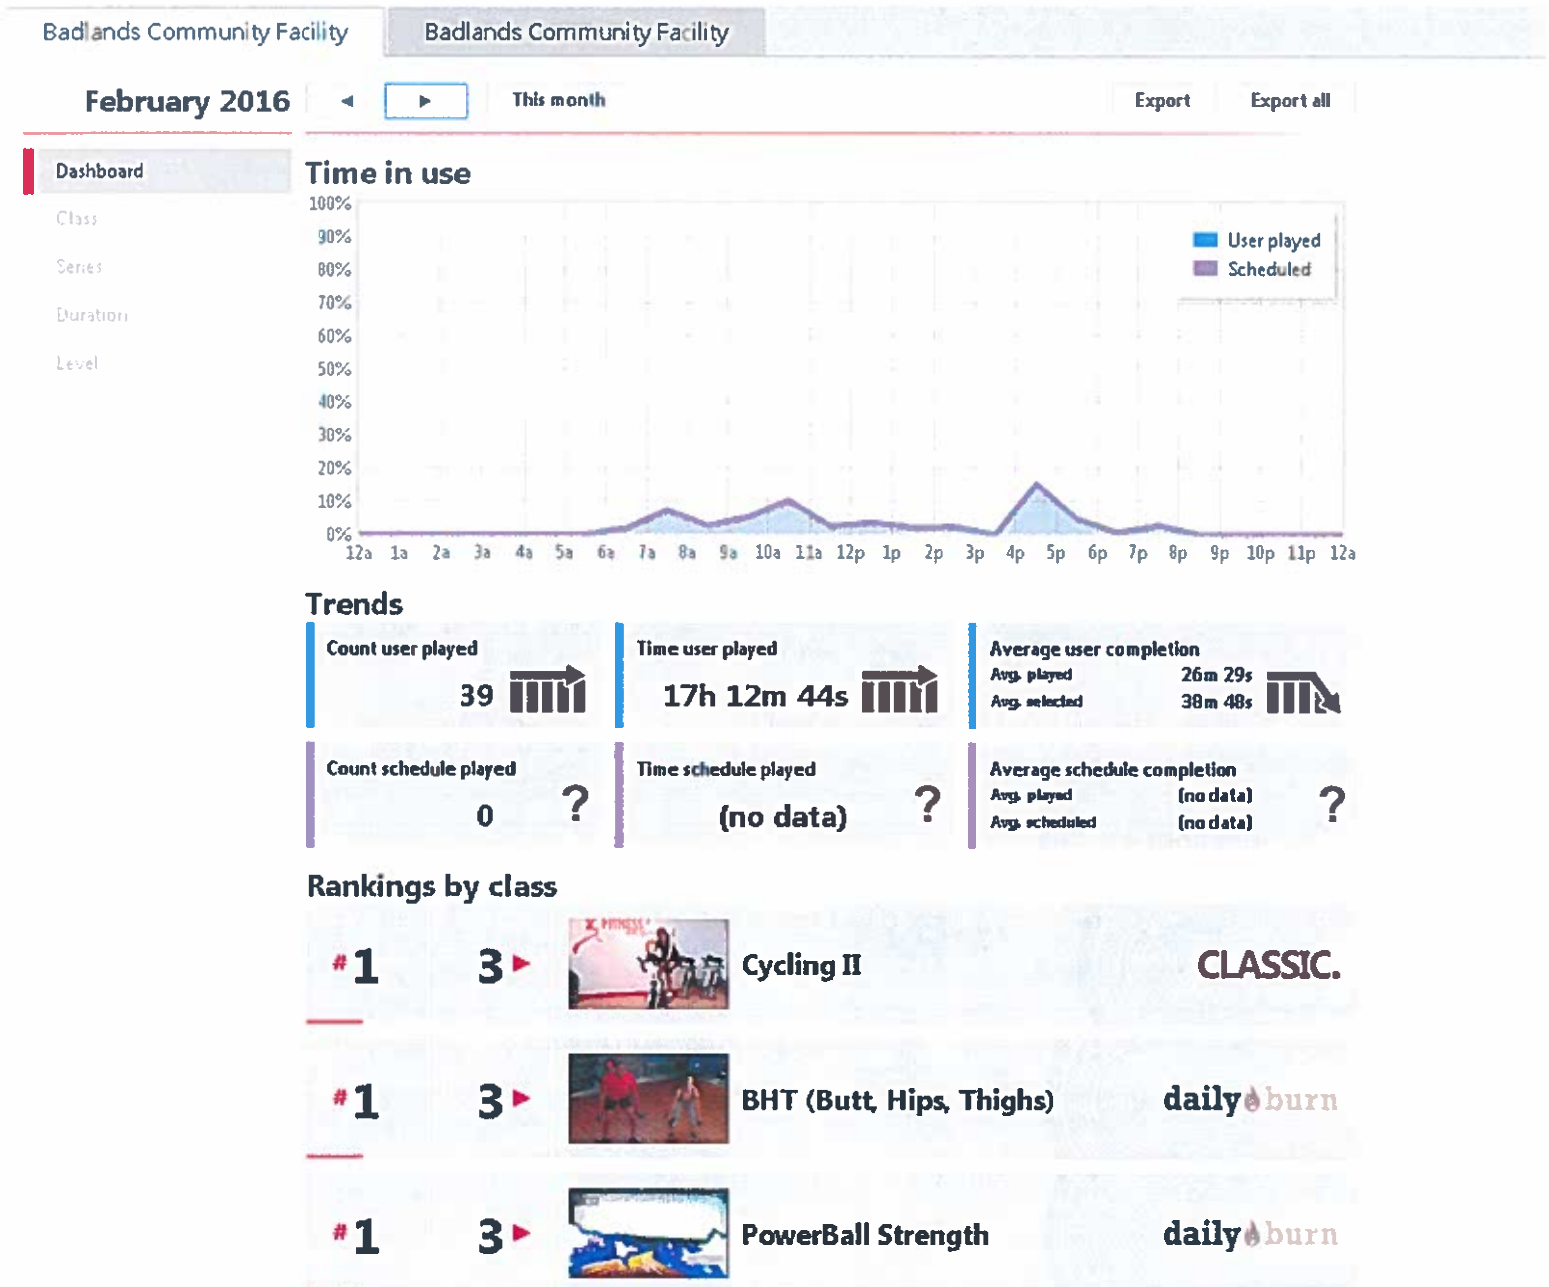 Badlands Community Facility
Badlands Community Facility
February 2016 ◄ ► This month Export Export all
Dashboard
Class
Series
Duration
Level
Time in use
100%
90%
80%
70%
60%
50%
40%
30%
20%
10%
0%
User played
Scheduled
12a 1a 2a 3a 4a 5a 6a 7a 8a 9a 10a 11a 12p 1p 2p 3p 4p 5p 6p 7p 8p 9p 10p 11p 12a
Trends
Count user played
39
Time user played
17h 12m 44s
Average user completion
Avg. played 26m 29s
Avg. selected 38m 48s
Count schedule played
0 ?
Time schedule played
(no data) ?
Average schedule completion
Avg. played (no data)
Avg. scheduled (no data)
?
Rankings by class
#1 3 FITNESS Cycling II CLASSIC.
#1 3 BHT (Butt, Hips, Thighs) daily burn
#1 3 PowerBall Strength daily burn